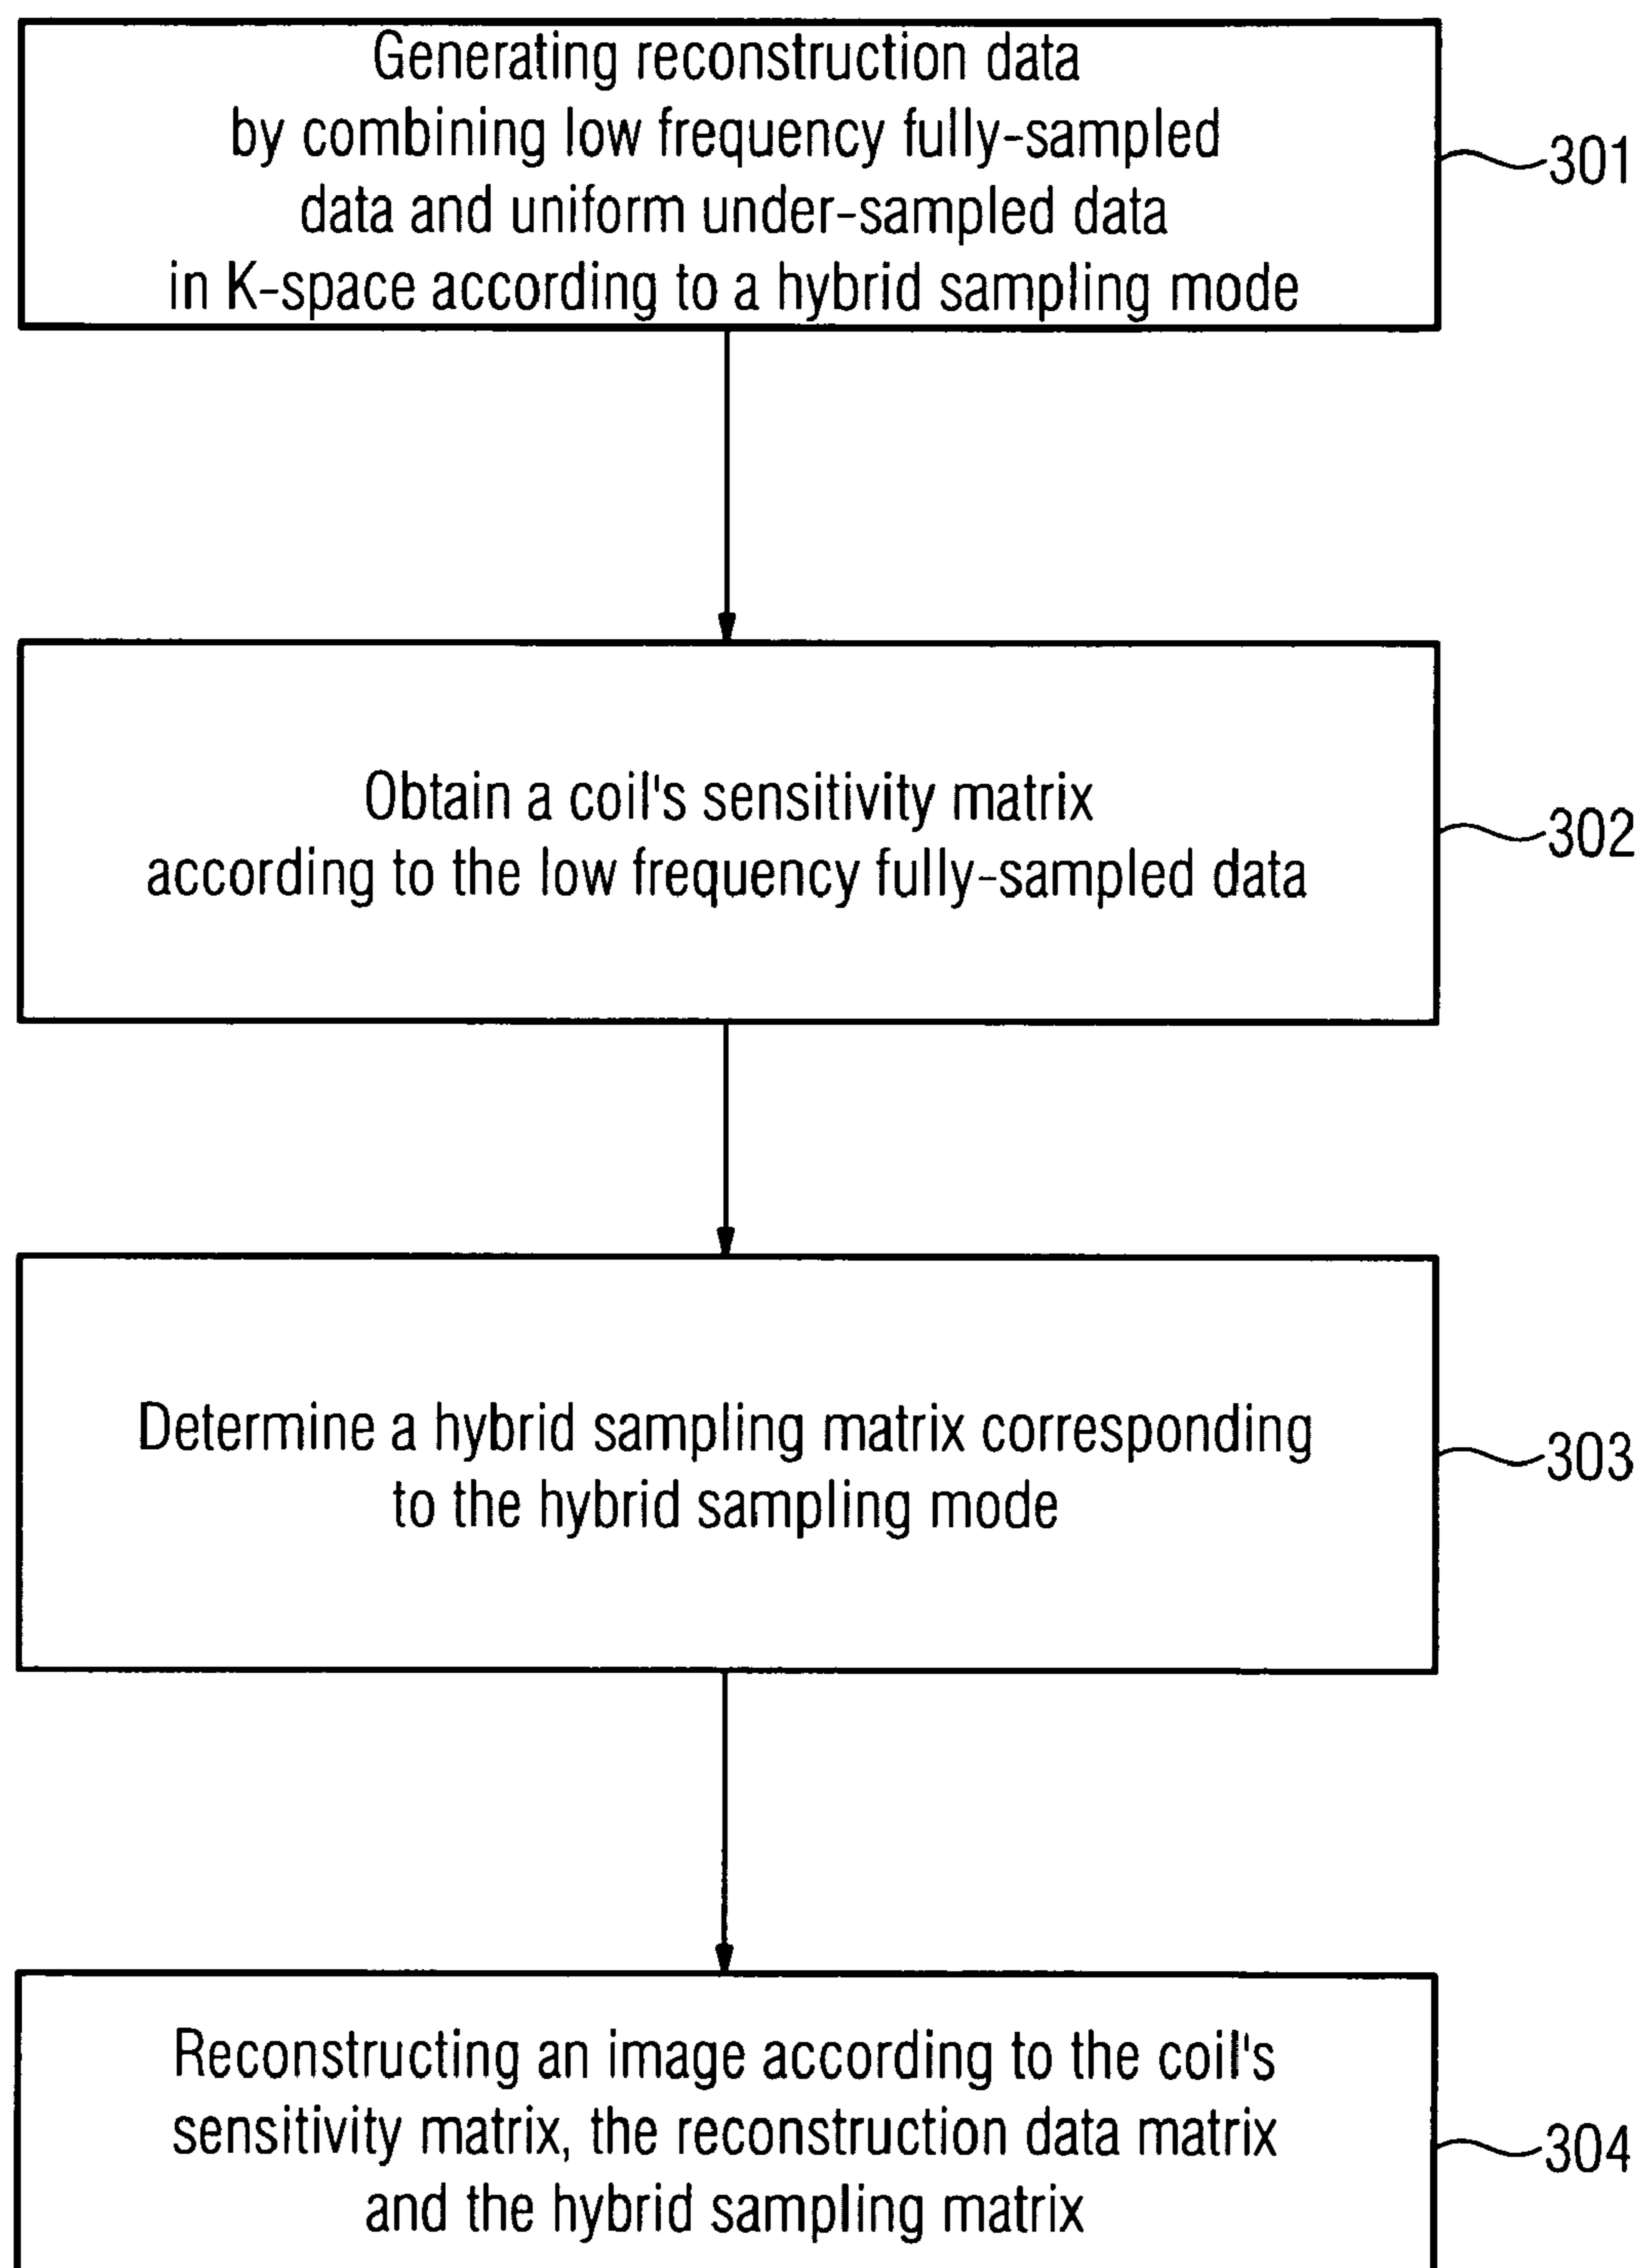 Generating reconstruction data
by combining low frequency fully-sampled
data and uniform under-sampled data
in K-space according to a hybrid sampling mode
301
Obtain a coil's sensitivity matrix
according to the low frequency fully-sampled data
302
Determine a hybrid sampling matrix corresponding
to the hybrid sampling mode
303
Reconstructing an image according to the coil's
sensitivity matrix, the reconstruction data matrix
and the hybrid sampling matrix
304